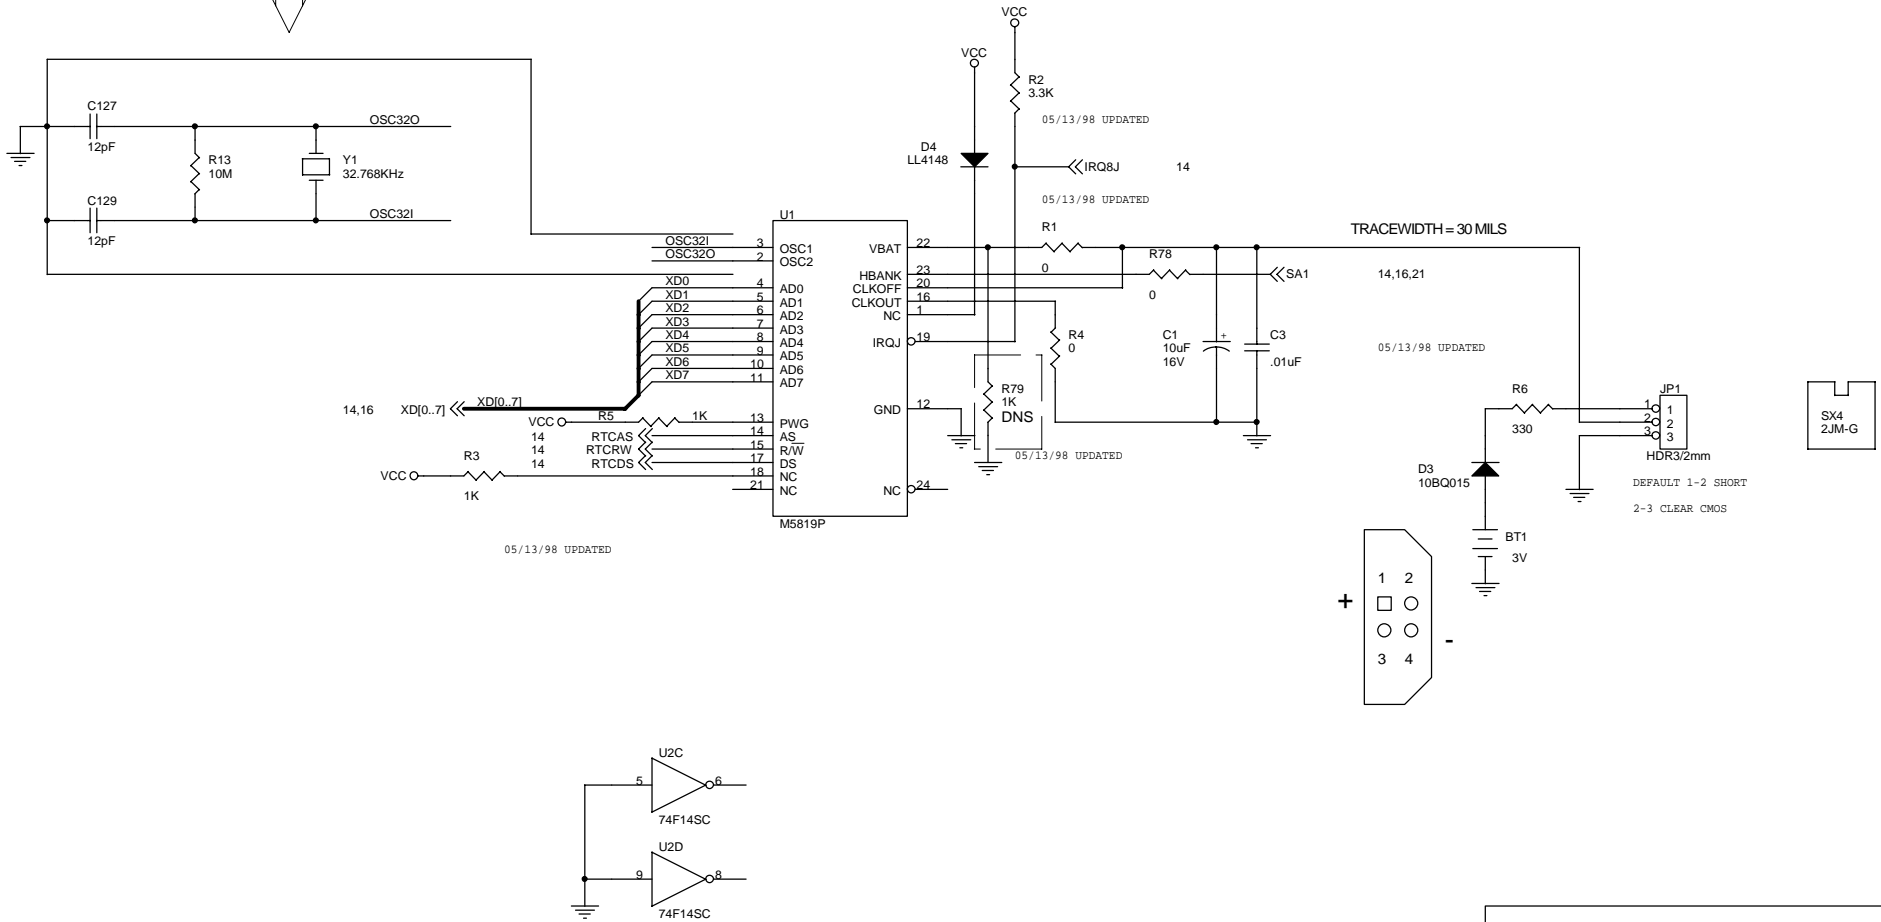 VCC
VCC
R2
3.3K
05/13/98 UPDATED
C127
12pF
OSC32O
R13
10M
Y1
32.768KHz
C129
12pF
OSC32I
D4
LL4148
IRQ8J 14
05/13/98 UPDATED
U1
OSC32I 3 OSC1
OSC32O 2 OSC2
XD0 4 AD0
XD1 5 AD1
XD2 6 AD2
XD3 7 AD3
XD4 8 AD4
XD5 9 AD5
XD6 10 AD6
XD7 11 AD7
14,16 XD[0..7] XD[0..7]
VCC R5 1K 13 PWG
14 RTCAS 14 AS
14 RTCRW 15 R/W
14 RTCDS 17 DS
VCC R3 1K 18 NC
21 NC
VBAT 22
HBANK 23
CLKOFF 20
CLKOUT 16
NC 1
IRQJ 19
GND 12
NC 24
M5819P
05/13/98 UPDATED
R1
0
R78
0
SA1 14,16,21
TRACEWIDTH = 30 MILS
R4
0
C1
10uF
16V
+
C3
.01uF
05/13/98 UPDATED
R79
1K
DNS
05/13/98 UPDATED
R6
330
JP1
1 1
2 2
3 3
HDR3/2mm
DEFAULT 1-2 SHORT
2-3 CLEAR CMOS
SX4
2JM-G
D3
10BQ015
BT1
3V
1 2
+
-
3 4
U2C
5 6
74F14SC
U2D
9 8
74F14SC